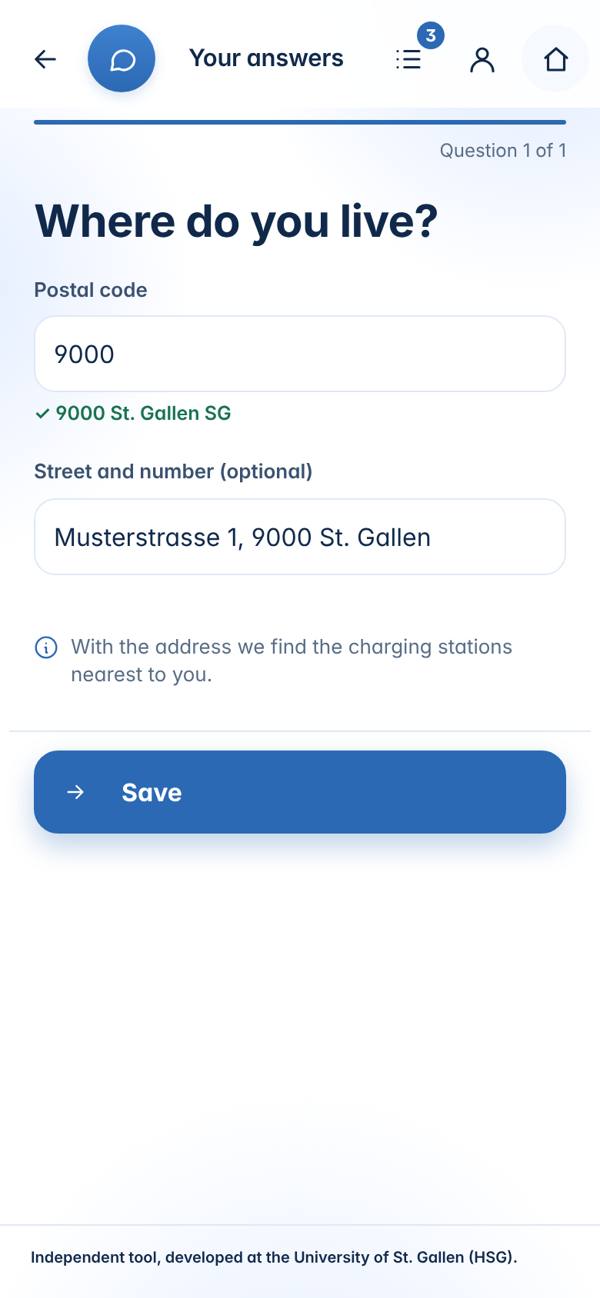 Your answers
3
Question 1 of 1
Where do you live?
Postal code
9000
✓ 9000 St. Gallen SG
Street and number (optional)
Musterstrasse 1, 9000 St. Gallen
With the address we find the charging stations
nearest to you.
Save
Independent tool, developed at the University of St. Gallen (HSG).